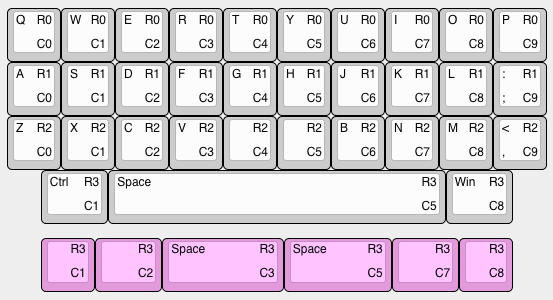 Q R0 W R0 E R0 R R0 T R0 Y R0 U R0 I R0 O R0 P R0
C0 C1 C2 C3 C4 C5 C6 C7 C8 C9
A R1 S R1 D R1 F R1 G R1 H R1 J R1 K R1 L R1 : R1
C0 C1 C2 C3 C4 C5 C6 C7 C8 ; C9
Z R2 X R2 C R2 V R2 R2 R2 B R2 N R2 M R2 < R2
C0 C1 C2 C3 C4 C5 C6 C7 C8 , C9
Ctrl R3 Space R3 Win R3
C1 C5 C8
R3 R3 Space R3 Space R3 R3 R3
C1 C2 C3 C5 C7 C8